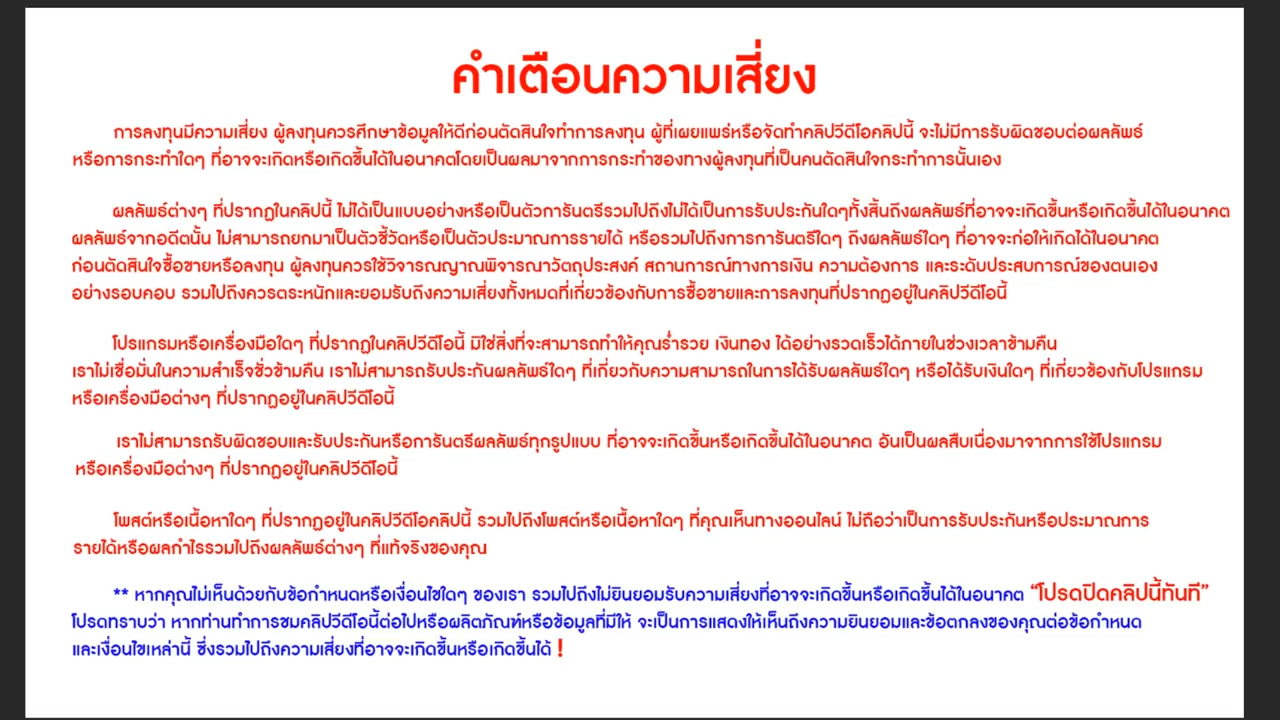 คำเตือนความเสี่ยง
การลงทุนมีความเสี่ยง ผู้ลงทุนควรศึกษาข้อมูลให้ดีก่อนตัดสินใจทำการลงทุน ผู้ที่เผยแพร่หรือจัดทำคลิปวีดีโอคลิปนี้ จะไม่มีการรับผิดชอบต่อผลลัพธ์
หรือการกระทำใดๆ ที่อาจจะเกิดหรือเกิดขึ้นได้ในอนาคตโดยเป็นผลมาจากการกระทำของทางผู้ลงทุนที่เป็นคนตัดสินใจกระทำการนั้นเอง
ผลลัพธ์ต่างๆ ที่ปรากฏในคลิปนี้ ไม่ได้เป็นแบบอย่างหรือเป็นตัวการันตรีรวมไปถึงไม่ได้เป็นการรับประกันใดๆทั้งสิ้นถึงผลลัพธ์ที่อาจจะเกิดขึ้นหรือเกิดขึ้นได้ในอนาคต
ผลลัพธ์จากอดีตนั้น ไม่สามารถยกมาเป็นตัวชี้วัดหรือเป็นตัวประมาณการรายได้ หรือรวมไปถึงการการันตรีใดๆ ถึงผลลัพธ์ใดๆ ที่อาจจะก่อให้เกิดได้ในอนาคต
ก่อนตัดสินใจซื้อขายหรือลงทุน ผู้ลงทุนควรใช้วิจารณญาณพิจารณาวัตถุประสงค์ สถานการณ์ทางการเงิน ความต้องการ และระดับประสบการณ์ของตนเอง
อย่างรอบคอบ รวมไปถึงควรตระหนักและยอมรับถึงความเสี่ยงทั้งหมดที่เกี่ยวข้องกับการซื้อขายและการลงทุนที่ปรากฏอยู่ในคลิปวีดีโอนี้
โปรแกรมหรือเครื่องมือใดๆ ที่ปรากฏในคลิปวีดีโอนี้ มิใช่สิ่งที่จะสามารถทำให้คุณร่ำรวย เงินทอง ได้อย่างรวดเร็วได้ภายในช่วงเวลาข้ามคืน
เราไม่เชื่อมั่นในความสำเร็จชั่วข้ามคืน เราไม่สามารถรับประกันผลลัพธ์ใดๆ ที่เกี่ยวกับความสามารถในการได้รับผลลัพธ์ใดๆ หรือได้รับเงินใดๆ ที่เกี่ยวข้องกับโปรแกรม
หรือเครื่องมือต่างๆ ที่ปรากฏอยู่ในคลิปวีดีโอนี้
เราไม่สามารถรับผิดชอบและรับประกันหรือการันตรีผลลัพธ์ทุกรูปแบบ ที่อาจจะเกิดขึ้นหรือเกิดขึ้นได้ในอนาคต อันเป็นผลสืบเนื่องมาจากการใช้โปรแกรม
หรือเครื่องมือต่างๆ ที่ปรากฏอยู่ในคลิปวีดีโอนี้
โพสต์หรือเนื้อหาใดๆ ที่ปรากฏอยู่ในคลิปวีดีโอคลิปนี้ รวมไปถึงโพสต์หรือเนื้อหาใดๆ ที่คุณเห็นทางออนไลน์ ไม่ถือว่าเป็นการรับประกันหรือประมาณการ
รายได้หรือผลกำไรรวมไปถึงผลลัพธ์ต่างๆ ที่แท้จริงของคุณ
** หากคุณไม่เห็นด้วยกับข้อกำหนดหรือเงื่อนไขใดๆ ของเรา รวมไปถึงไม่ยินยอมรับความเสี่ยงที่อาจจะเกิดขึ้นหรือเกิดขึ้นได้ในอนาคต “โปรดปิดคลิปนี้ทันที”
โปรดทราบว่า หากท่านทำการชมคลิปวีดีโอนี้ต่อไปหรือผลิตภัณฑ์หรือข้อมูลที่มีให้ จะเป็นการแสดงให้เห็นถึงความยินยอมและข้อตกลงของคุณต่อข้อกำหนด
และเงื่อนไขเหล่านี้ ซึ่งรวมไปถึงความเสี่ยงที่อาจจะเกิดขึ้นหรือเกิดขึ้นได้ !